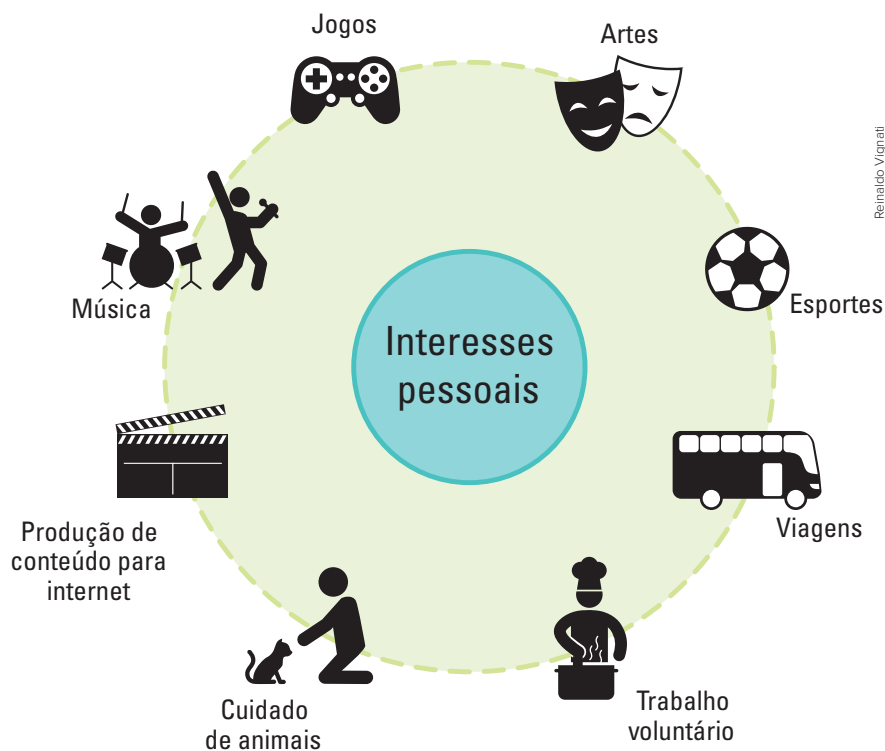 Jogos
Artes
Reinaldo Vignati
Música
Esportes
Interesses
pessoais
Produção de
conteúdo para
internet
Viagens
Cuidado
de animais
Trabalho
voluntário